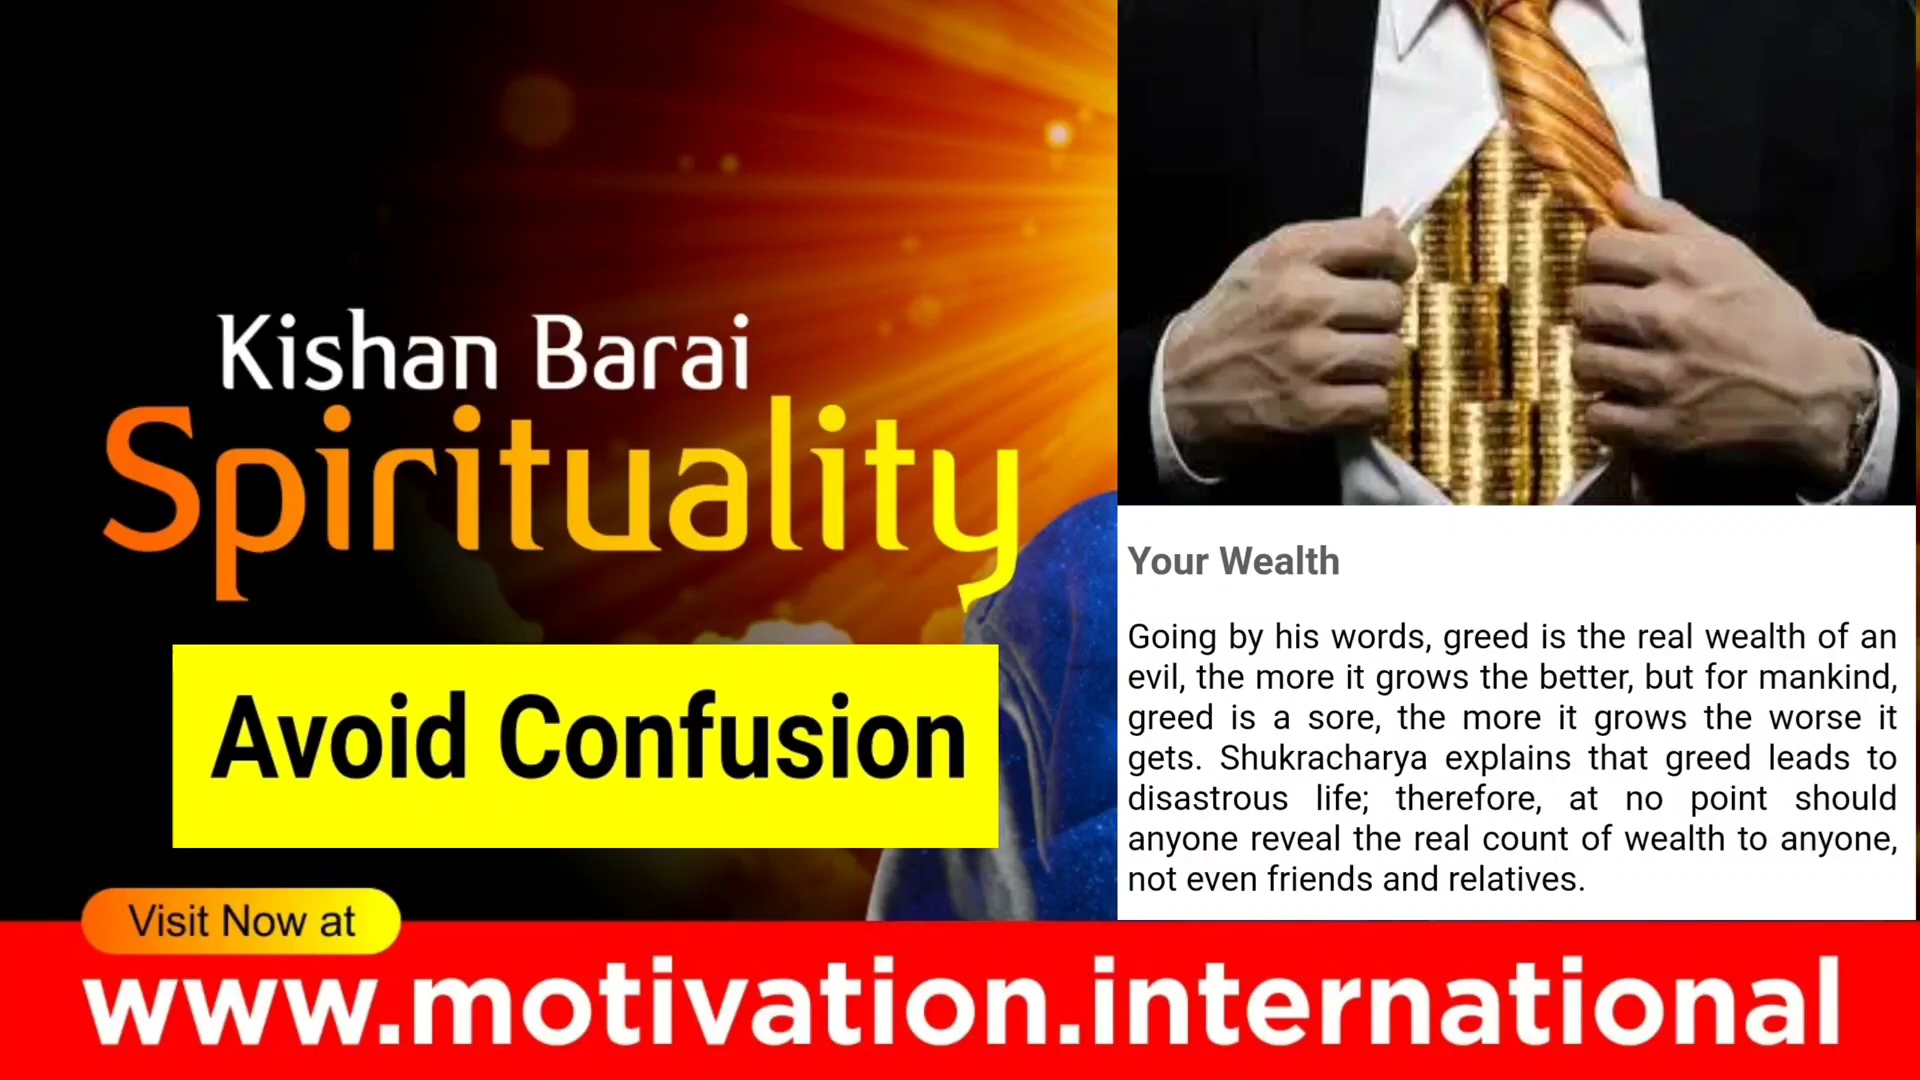 Kishan Barai
Spirituality
Avoid Confusion
Your Wealth
Going by his words, greed is the real wealth of an
evil, the more it grows the better, but for mankind,
greed is a sore, the more it grows the worse it
gets. Shukracharya explains that greed leads to
disastrous life; therefore, at no point should
anyone reveal the real count of wealth to anyone,
not even friends and relatives.
Visit Now at
www.motivation.international